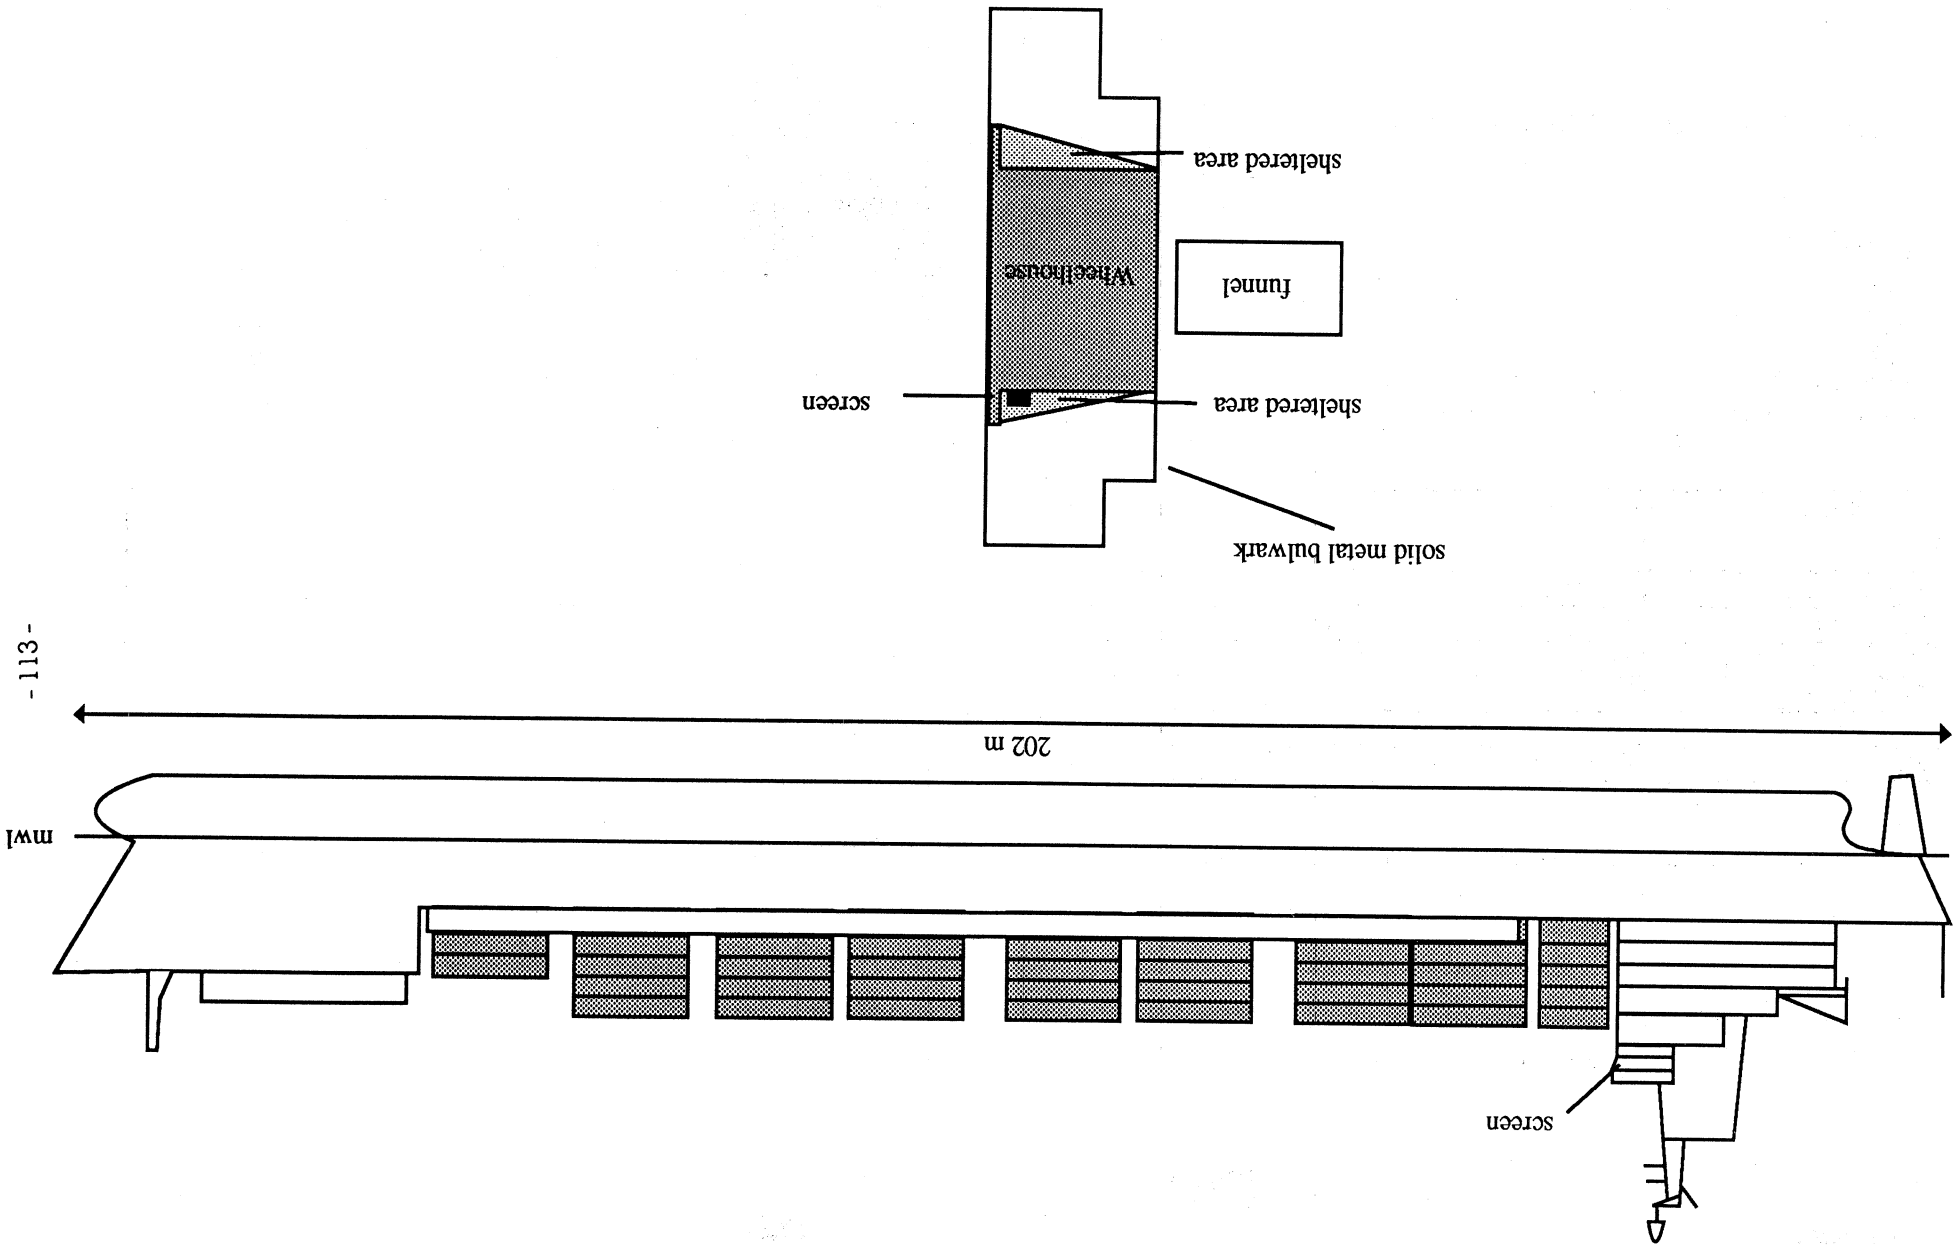 screen
mwl
202 m
solid metal bulwark
sheltered area
screen
funnel
Wheelhouse
sheltered area
- 113 -